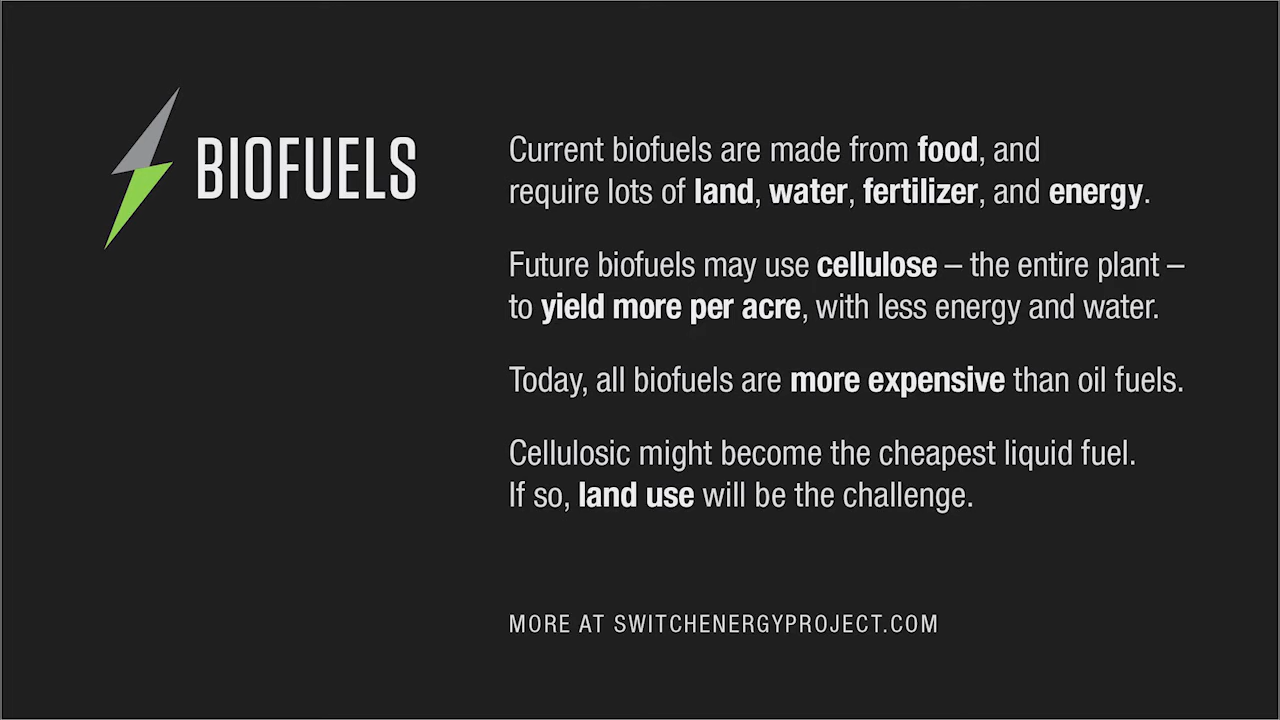 BIOFUELS
Current biofuels are made from food, and
require lots of land, water, fertilizer, and energy.
Future biofuels may use cellulose – the entire plant –
to yield more per acre, with less energy and water.
Today, all biofuels are more expensive than oil fuels.
Cellulosic might become the cheapest liquid fuel.
If so, land use will be the challenge.
MORE AT SWITCHENERGYPROJECT.COM